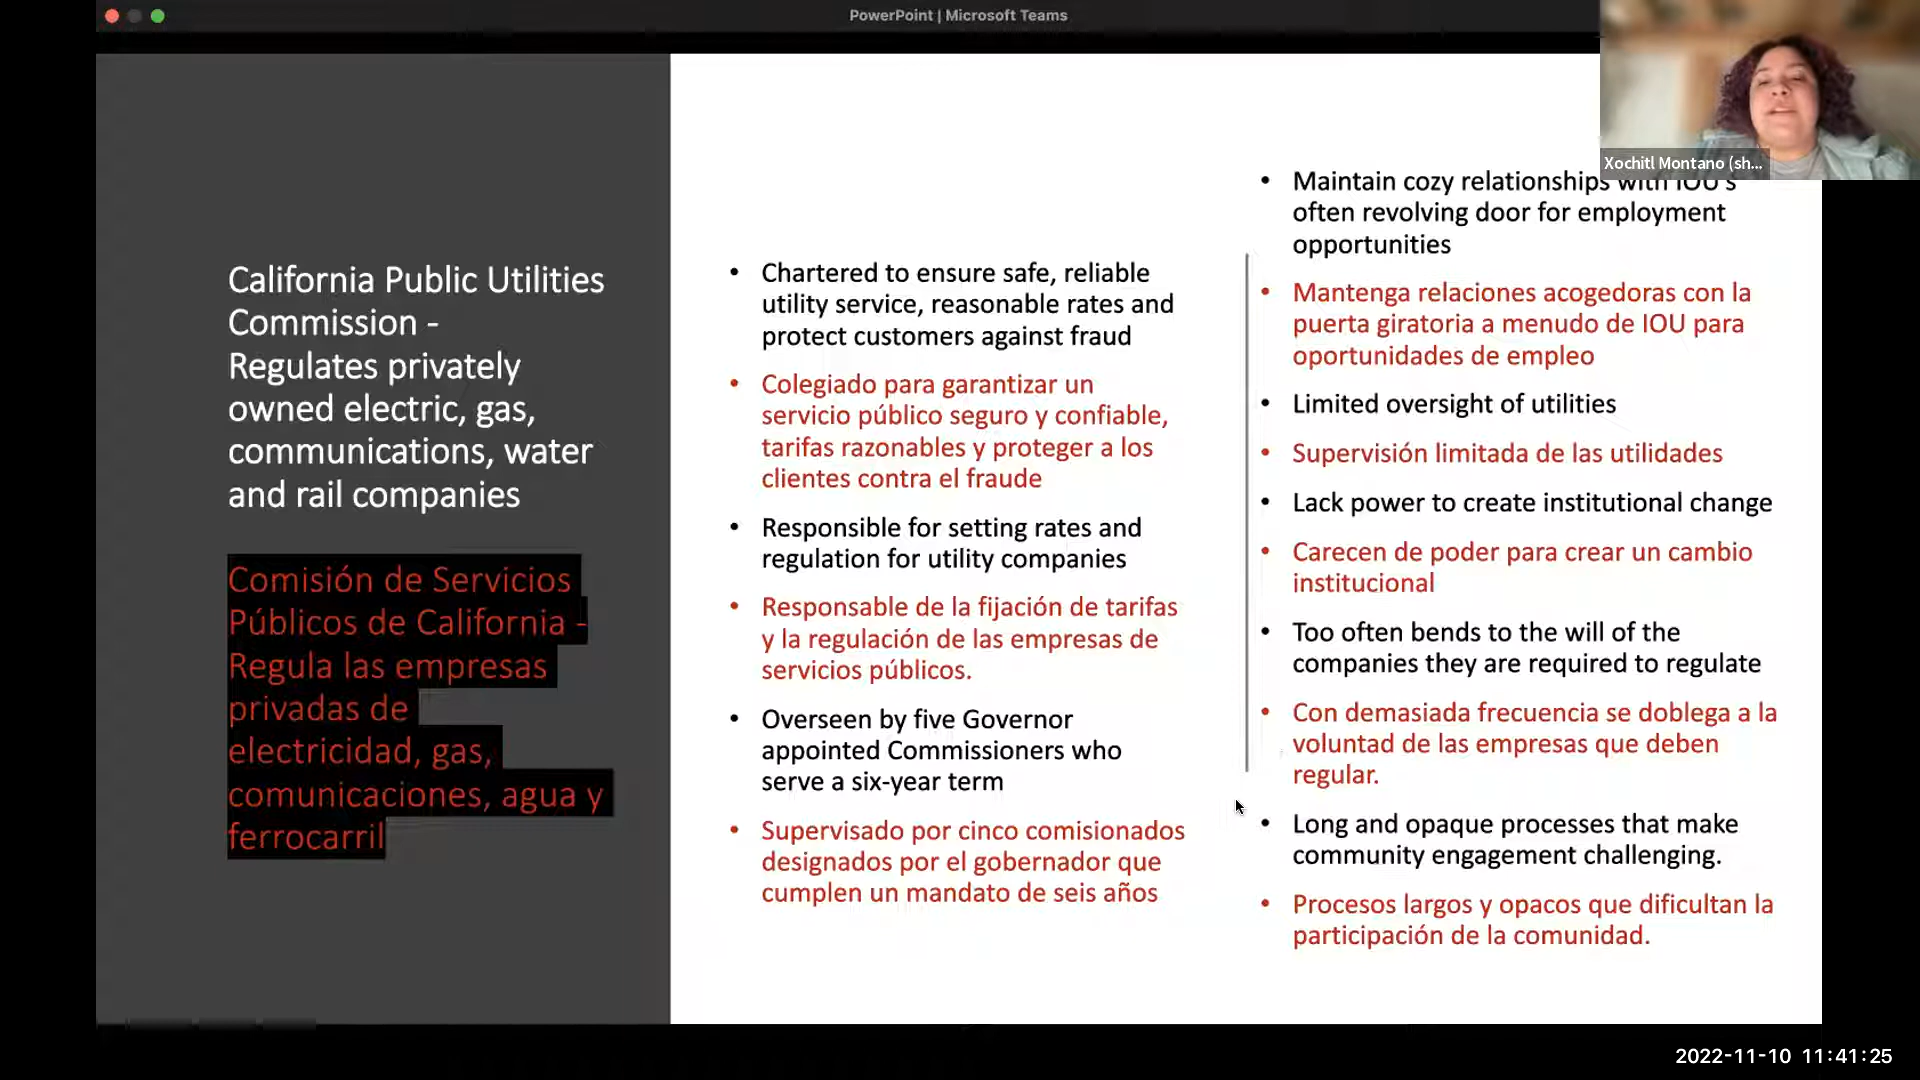 PowerPoint | Microsoft Teams
Xochitl Montano (sh...
California Public Utilities
Commission -
Regulates privately
owned electric, gas,
communications, water
and rail companies
Comisión de Servicios
Públicos de California -
Regula las empresas
privadas de
electricidad, gas,
comunicaciones, agua y
ferrocarril
• Chartered to ensure safe, reliable
utility service, reasonable rates and
protect customers against fraud
• Colegiado para garantizar un
servicio público seguro y confiable,
tarifas razonables y proteger a los
clientes contra el fraude
• Responsible for setting rates and
regulation for utility companies
• Responsable de la fijación de tarifas
y la regulación de las empresas de
servicios públicos.
• Overseen by five Governor
appointed Commissioners who
serve a six-year term
• Supervisado por cinco comisionados
designados por el gobernador que
cumplen un mandato de seis años
• Maintain cozy relationships with IOU's
often revolving door for employment
opportunities
• Mantenga relaciones acogedoras con la
puerta giratoria a menudo de IOU para
oportunidades de empleo
• Limited oversight of utilities
• Supervisión limitada de las utilidades
• Lack power to create institutional change
• Carecen de poder para crear un cambio
institucional
• Too often bends to the will of the
companies they are required to regulate
• Con demasiada frecuencia se doblega a la
voluntad de las empresas que deben
regular.
• Long and opaque processes that make
community engagement challenging.
• Procesos largos y opacos que dificultan la
participación de la comunidad.
2022-11-10 11:41:25